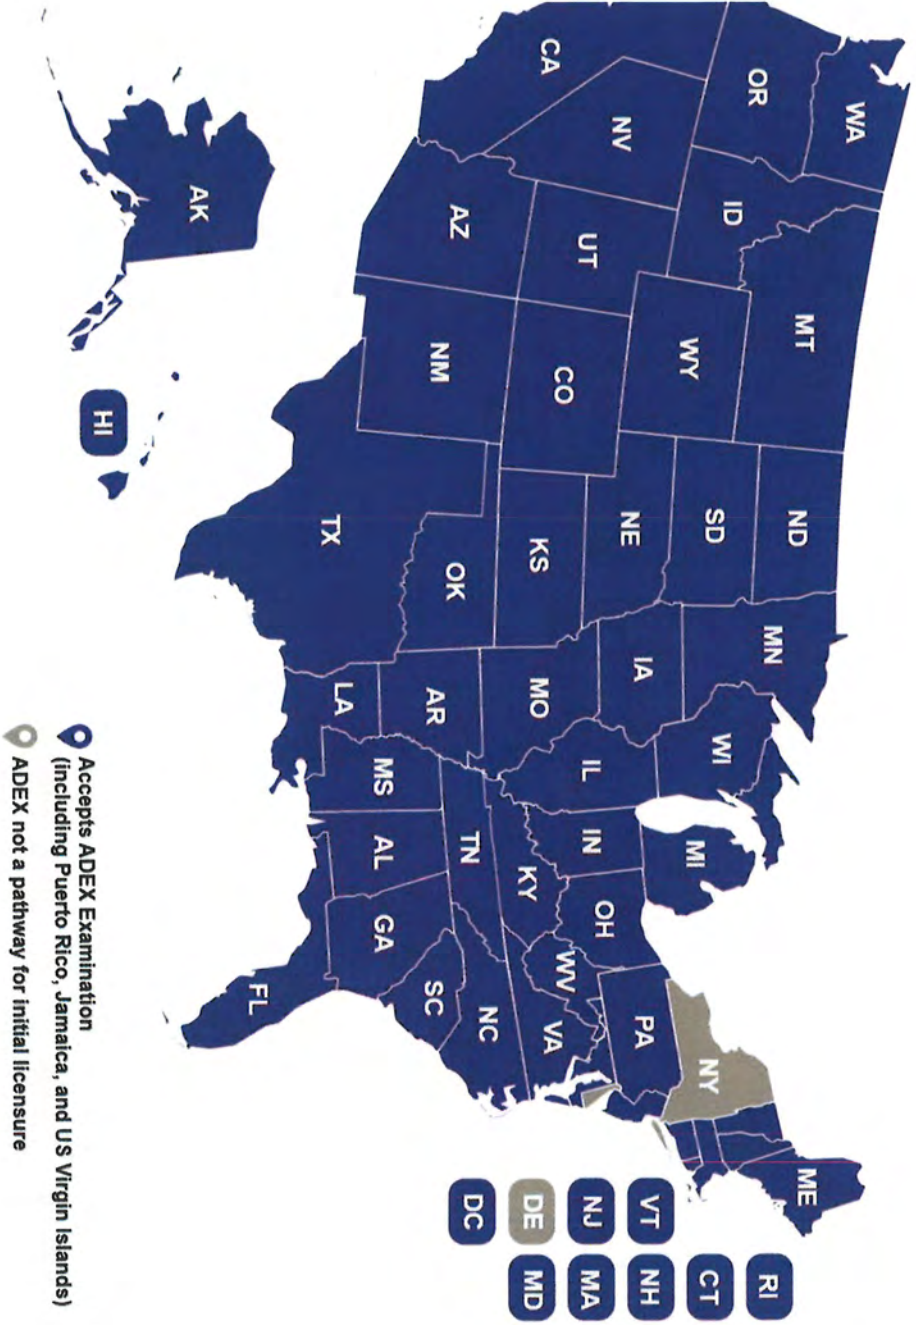 WA
ME
MT
ND
MN
RI
OR
ID
WI
SD
NY
CT
MI
WY
VT NH
PA
IA
NE
NV
OH
IL
IN
NJ MA
UT
WV
CO
VA
CA
KS
MO
DE MD
KY
NC
TN
DC
AZ
OK
NM
AR
SC
MS
AL
GA
LA
TX
FL
AK
HI
Accepts ADEX Examination
(including Puerto Rico, Jamaica, and US Virgin Islands)
ADEX not a pathway for initial licensure